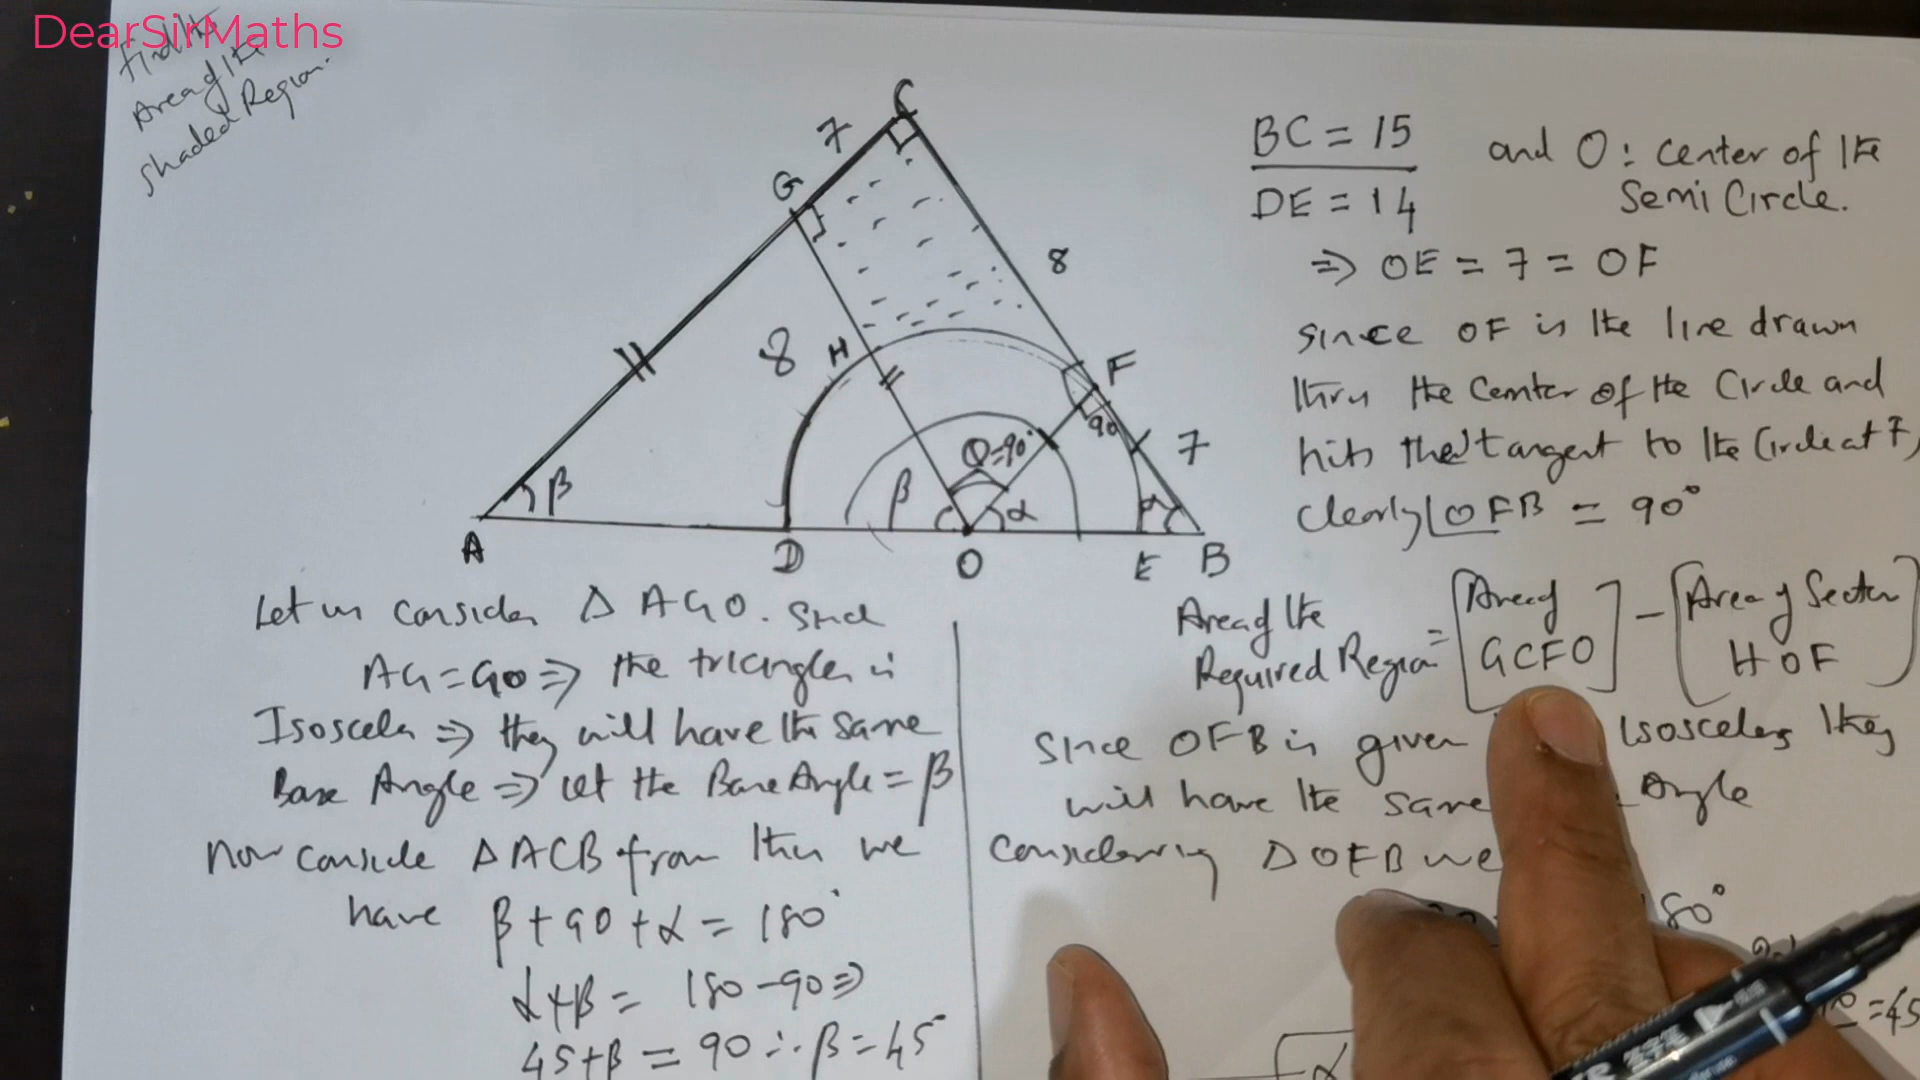 DearSirMaths
Find the
Area of the
Shaded Region.
C
7
G
8
8
H
F
90
7
θ=90°
β
β
α
α
A
D
O
E
B
BC = 15
DE = 14
and O : center of the
Semi Circle.
⇒ OE = 7 = OF
Since OF is the line drawn
thru the Center of the Circle and
hits the tangent to the Circle at F,
Clearly ∠OFB = 90°
Area of the
Required Region = [Area of GCFO] - [Area of Sector HOF]
Since OFB is given Isosceles they
will have the same Angle
Considering Δ OFB we
180°
=45
α
Let us consider Δ AGO. Since
AG = GO ⇒ the triangle is
Isosceles ⇒ they will have the same
Base Angle ⇒ Let the Base Angle = β
Now consider Δ ACB from this we
have β + 90 + α = 180°
α+β = 180 - 90 ⇒
45+β = 90 ∴ β = 45°